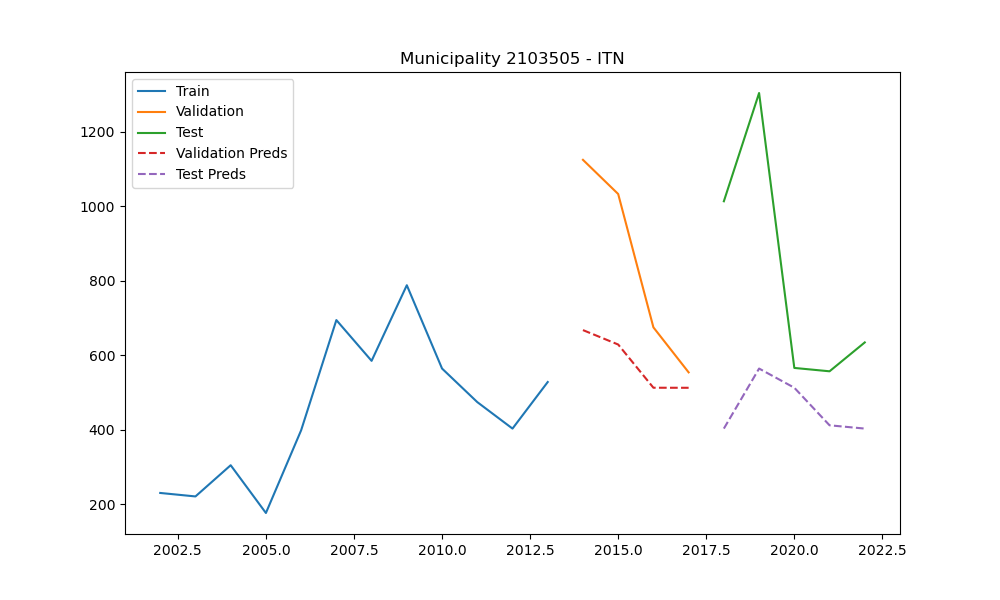 Municipality 2103505 - ITN
Train
Validation
Test
Validation Preds
Test Preds
1200
1000
800
600
400
200
2002.5 2005.0 2007.5 2010.0 2012.5 2015.0 2017.5 2020.0 2022.5